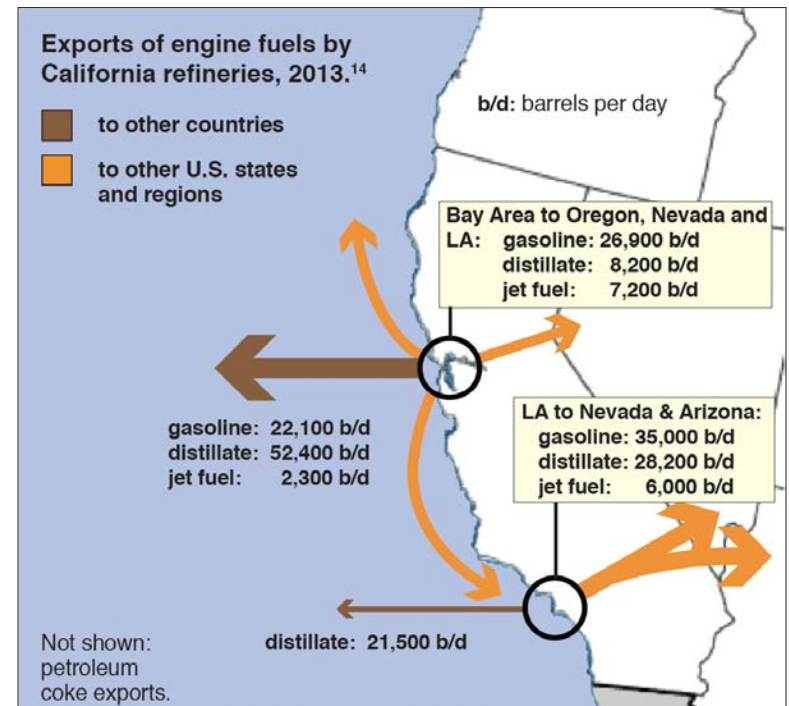 Exports of engine fuels by
California refineries, 2013.14
to other countries
to other U.S. states
and regions
b/d: barrels per day
Bay Area to Oregon, Nevada and
LA: gasoline: 26,900 b/d
distillate: 8,200 b/d
jet fuel: 7,200 b/d
gasoline: 22,100 b/d
distillate: 52,400 b/d
jet fuel: 2,300 b/d
LA to Nevada & Arizona:
gasoline: 35,000 b/d
distillate: 28,200 b/d
jet fuel: 6,000 b/d
distillate: 21,500 b/d
Not shown:
petroleum
coke exports.